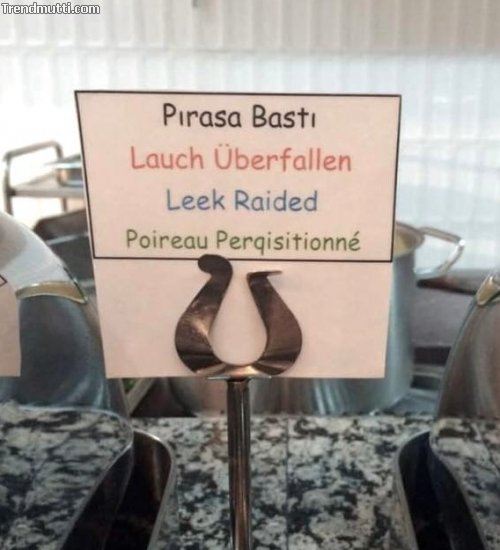 Trendmutti.com
Pırasa Bastı
Lauch Überfallen
Leek Raided
Poireau Perqisitionné